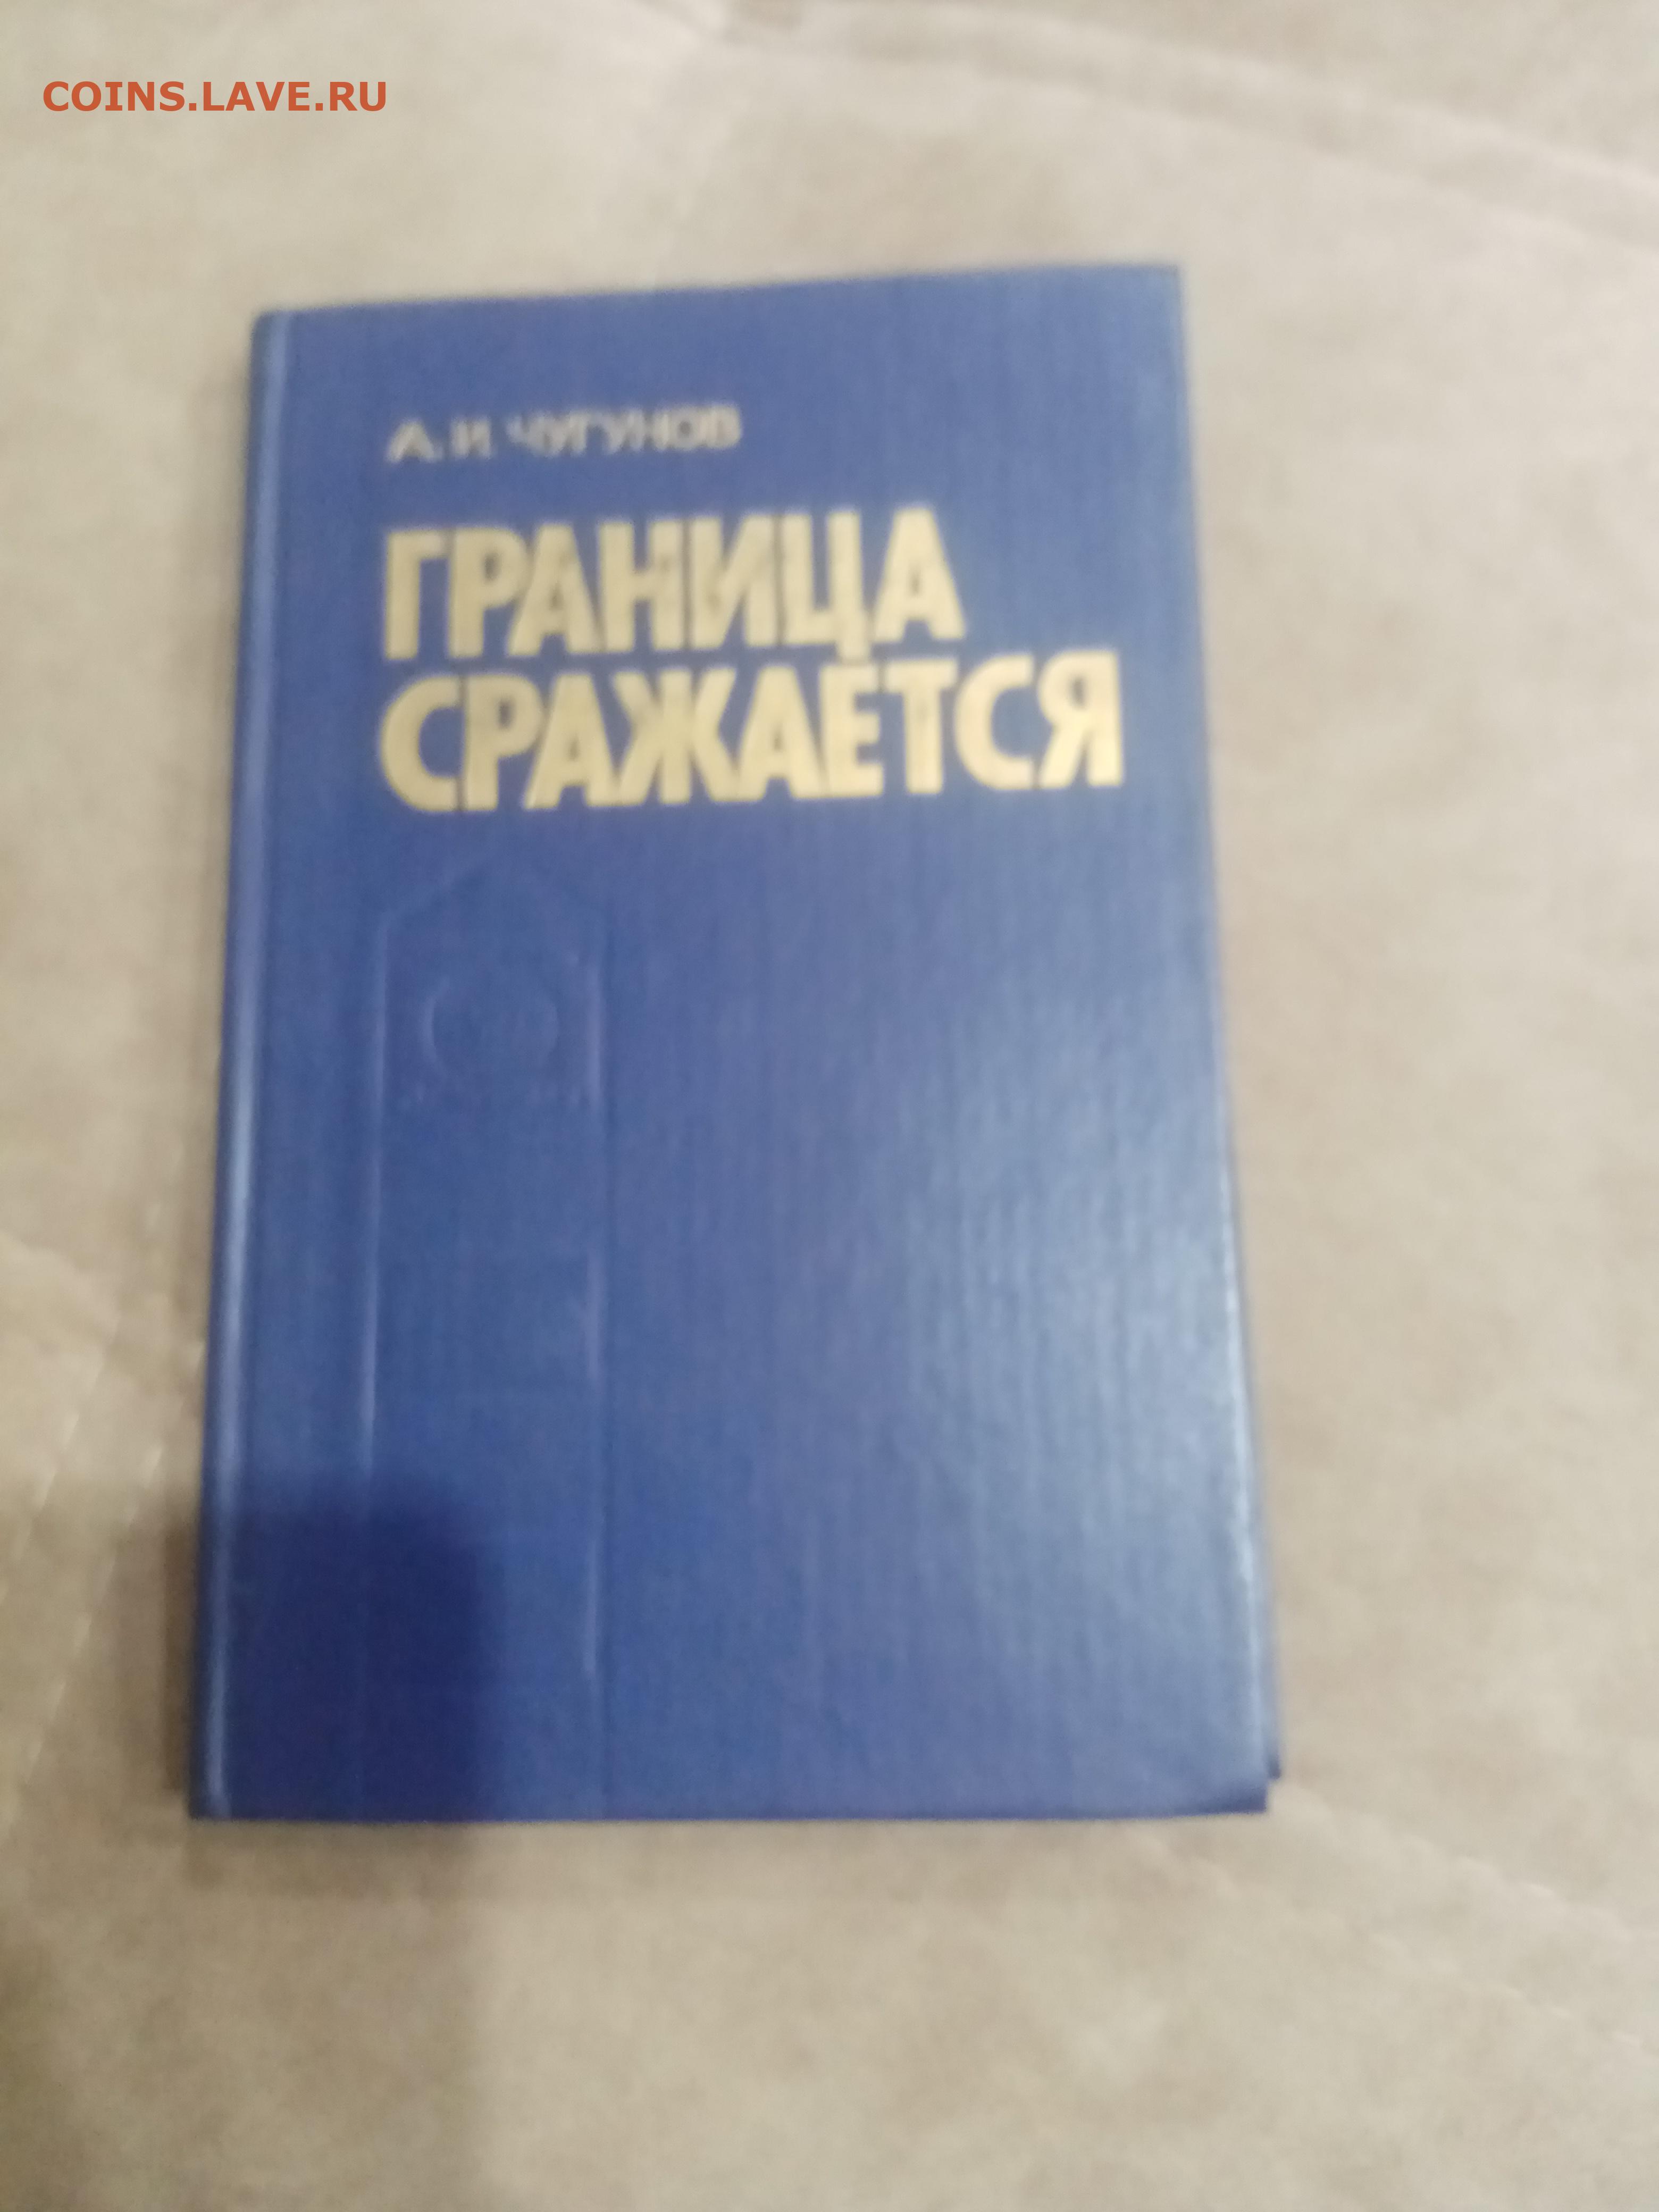 COINS.LAVE.RU
А. И. ЧУГУНОВ
ГРАНИЦА
СРАЖАЕТСЯ